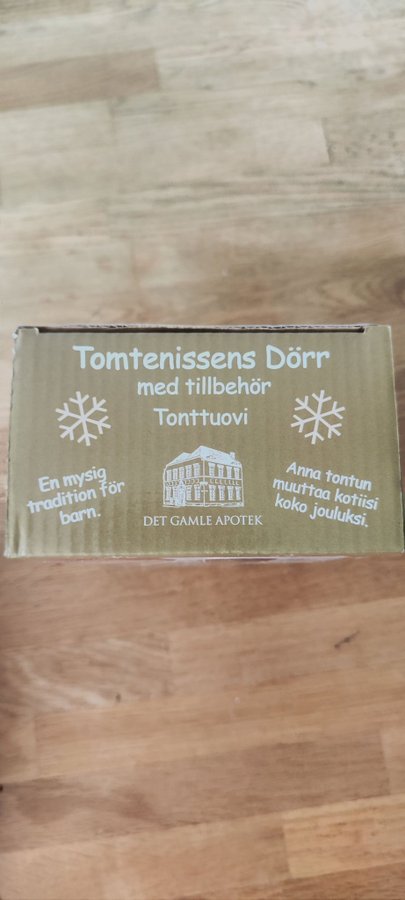 Tomtenissens Dörr
med tillbehör
Tonttuovi
En mysig
tradition för
barn.
DET GAMLE APOTEK
Anna tontun
muuttaa kotiisi
koko jouluksi.